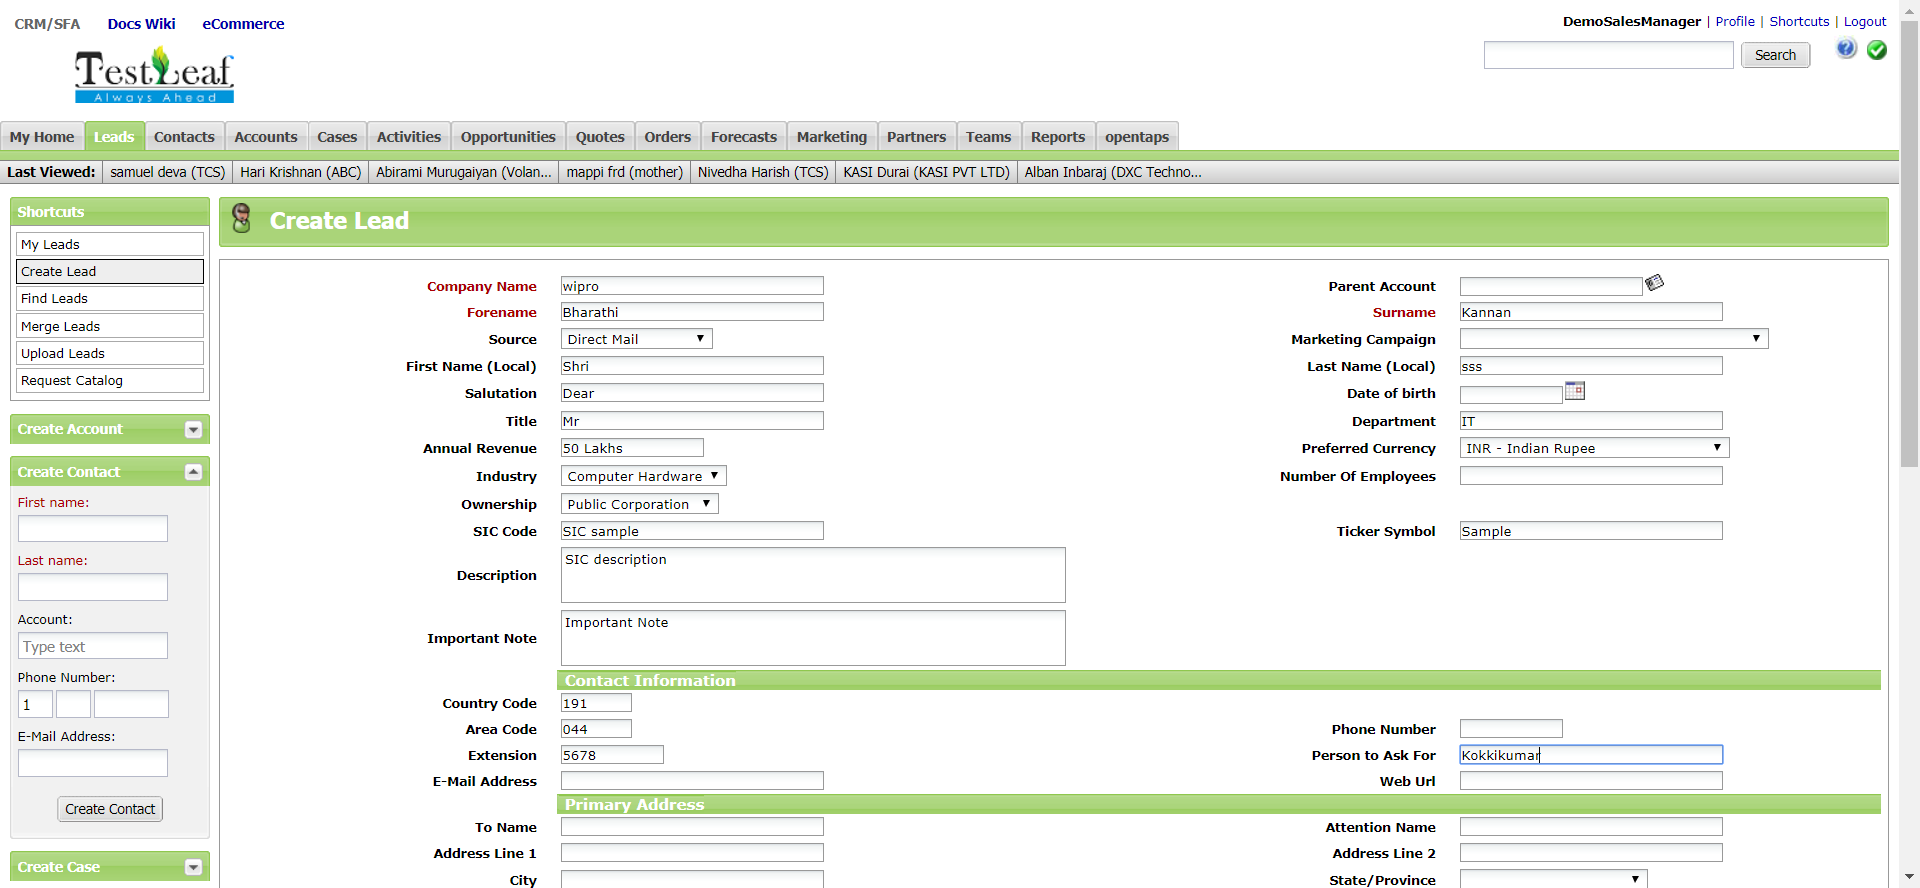 CRM/SFA Docs Wiki eCommerce
DemoSalesManager | Profile | Shortcuts | Logout
TestLeaf
Always Ahead
Search
My Home Leads Contacts Accounts Cases Activities Opportunities Quotes Orders Forecasts Marketing Partners Teams Reports opentaps
Last Viewed: samuel deva (TCS) Hari Krishnan (ABC) Abirami Murugaiyan (Volan... mappi frd (mother) Nivedha Harish (TCS) KASI Durai (KASI PVT LTD) Alban Inbaraj (DXC Techno...
Shortcuts
My Leads
Create Lead
Find Leads
Merge Leads
Upload Leads
Request Catalog
Create Account
Create Contact
First name:
Last name:
Account:
Type text
Phone Number:
1
E-Mail Address:
Create Contact
Create Case
Create Lead
Company Name wipro Parent Account
Forename Bharathi Surname Kannan
Source Direct Mail Marketing Campaign
First Name (Local) Shri Last Name (Local) sss
Salutation Dear Date of birth
Title Mr Department IT
Annual Revenue 50 Lakhs Preferred Currency INR - Indian Rupee
Industry Computer Hardware Number Of Employees
Ownership Public Corporation
SIC Code SIC sample Ticker Symbol Sample
Description SIC description
Important Note Important Note
Contact Information
Country Code 191
Area Code 044 Phone Number
Extension 5678 Person to Ask For Kokkikumar
E-Mail Address Web Url
Primary Address
To Name Attention Name
Address Line 1 Address Line 2
City State/Province